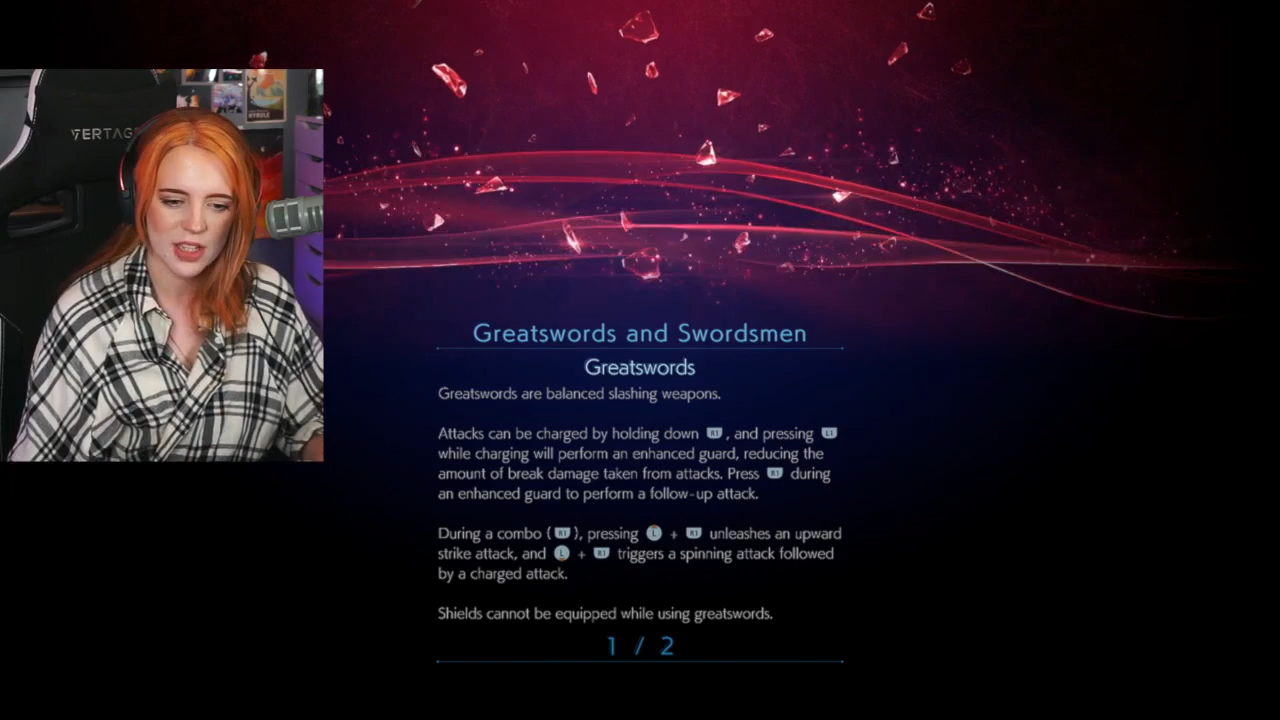 VERTAG
HYRULE
Greatswords and Swordsmen
Greatswords
Greatswords are balanced slashing weapons.
Attacks can be charged by holding down R1, and pressing L1
while charging will perform an enhanced guard, reducing the
amount of break damage taken from attacks. Press R1 during
an enhanced guard to perform a follow-up attack.
During a combo (R1), pressing L + R1 unleashes an upward
strike attack, and L + R1 triggers a spinning attack followed
by a charged attack.
Shields cannot be equipped while using greatswords.
1 / 2